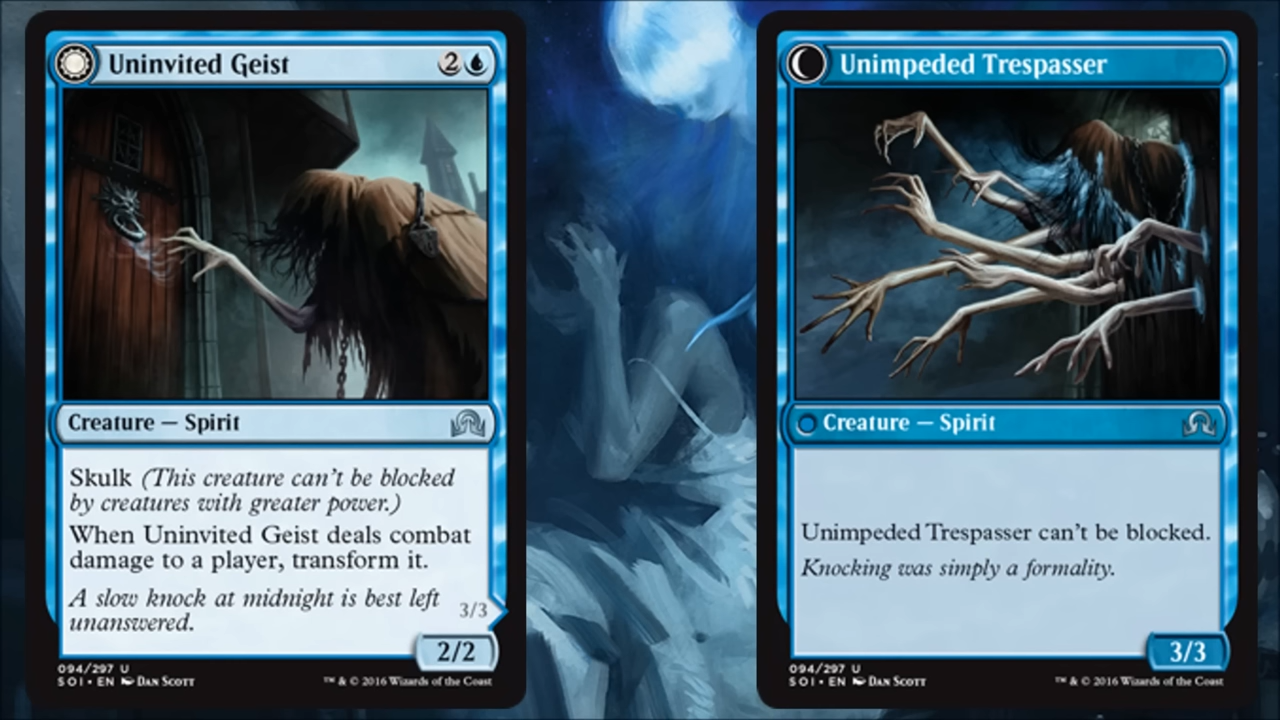 Uninvited Geist 2
Creature — Spirit
Skulk (This creature can't be blocked
by creatures with greater power.)
When Uninvited Geist deals combat
damage to a player, transform it.
A slow knock at midnight is best left
unanswered.
3/3
2/2
094/297 U
SOI • EN Dan Scott
™ & © 2016 Wizards of the Coast
Unimpeded Trespasser
Creature — Spirit
Unimpeded Trespasser can't be blocked.
Knocking was simply a formality.
3/3
094/297 U
SOI • EN Dan Scott
™ & © 2016 Wizards of the Coast